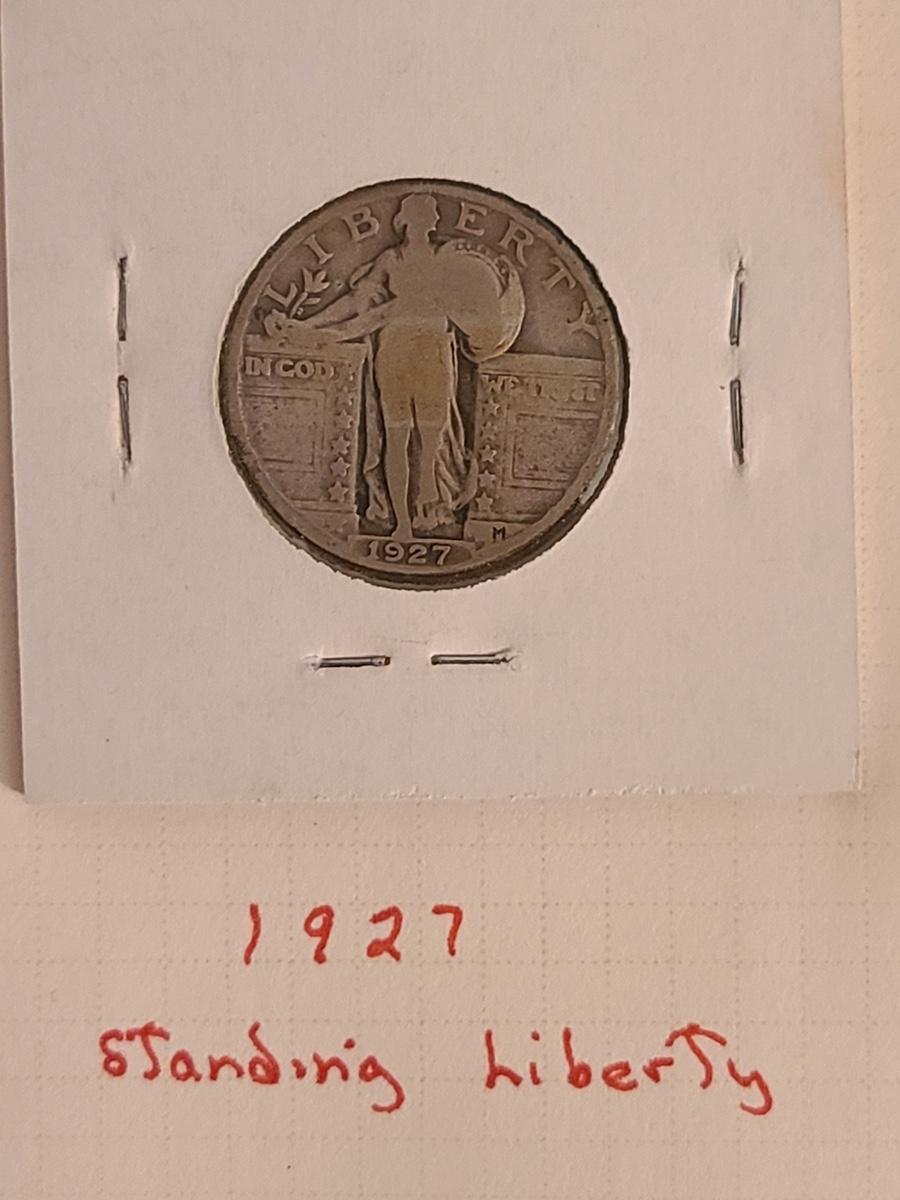 LIBERTY
IN GOD WE TRUST
M
1927
1927
Standing Liberty